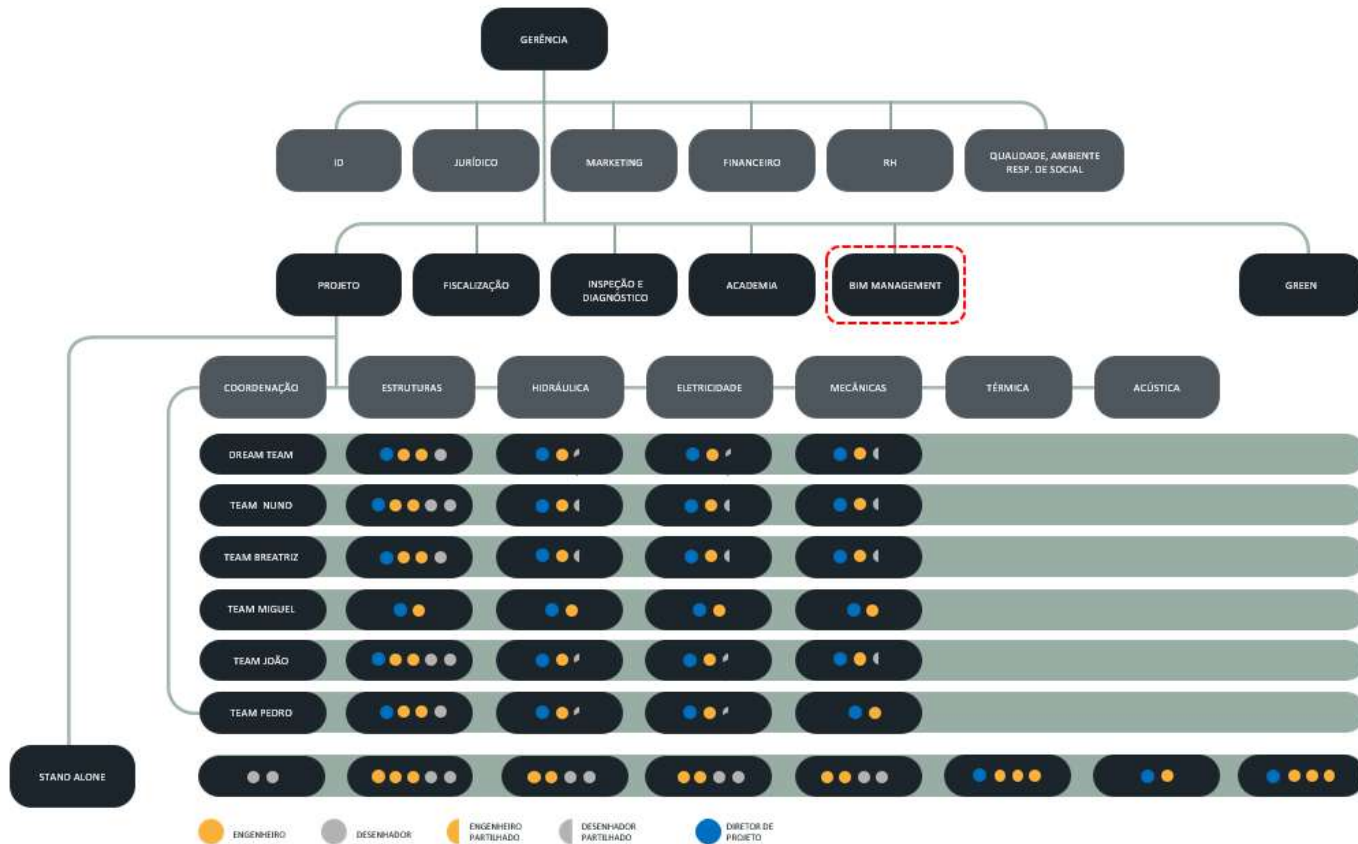 GERÊNCIA
ID
JURÍDICO
MARKETING
FINANCEIRO
RH
QUALIDADE, AMBIENTE
RESP. DE SOCIAL
PROJETO
FISCALIZAÇÃO
INSPEÇÃO E
DIAGNÓSTICO
ACADEMIA
BIM MANAGEMENT
GREEN
COORDENAÇÃO
ESTRUTURAS
HIDRÁLILICA
ELETRICIDADE
MECÂNICAS
TÉRMICA
ACÚSTICA
DREAM TEAM
TEAM NUNO
TEAM BREATRIZ
TEAM MIGUEL
TEAM JOÃO
TEAM PEDRO
STAND ALONE
ENGENHEIRO
DESENHADOR
ENGENHEIRO
PARTILHADO
DESENHADOR
PARTILHADO
DIRETOR DE
PROJETO